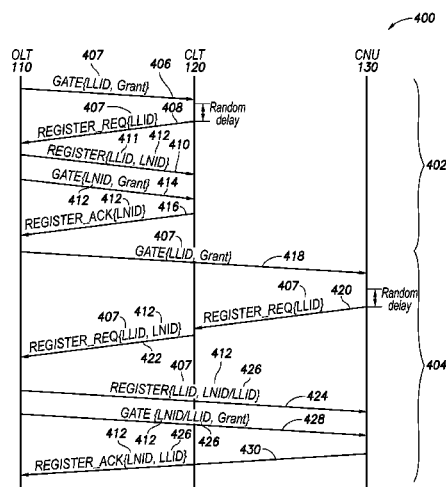 400
OLT
110
CLT
120
CNU
130
407
406
GATE{LLID, Grant}
407
408
Random
delay
REGISTER_REQ{LLID}
411
412
410
REGISTER{LLID, LNID}
412
414
GATE{LNID, Grant}
412
416
REGISTER_ACK{LNID}
402
407
GATE{LLID, Grant}
418
407
420
Random
delay
REGISTER_REQ{LLID}
407
412
REGISTER_REQ{LLID, LNID}
422
404
407
412
426
REGISTER{LLID, LNID/LLID}
424
GATE {LNID/LLID, Grant}
428
412
412
426
426
430
REGISTER_ACK{LNID, LLID}